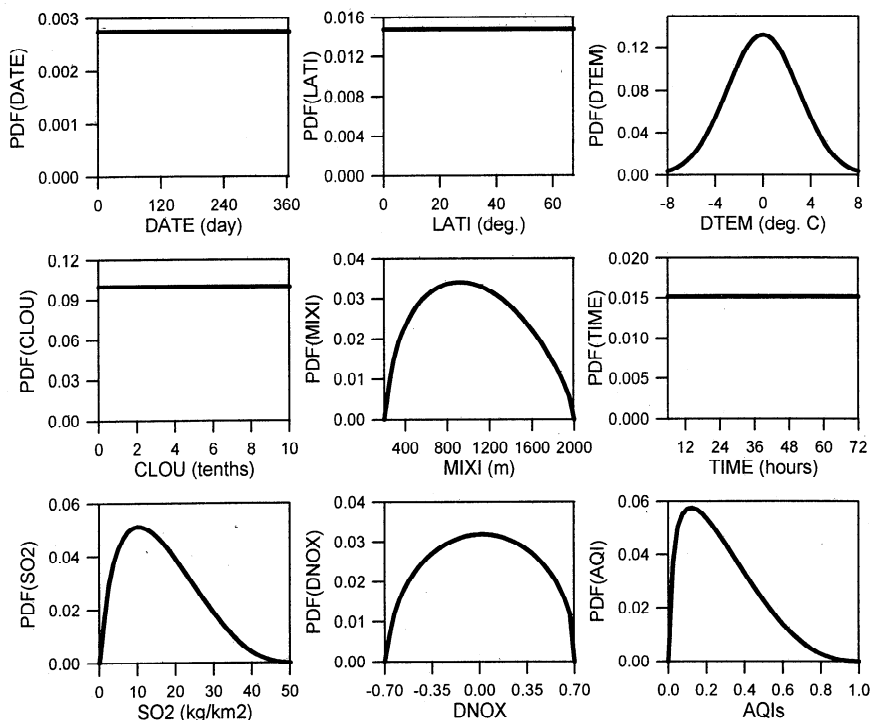 PDF(DATE)
0.003
0.002
0.001
0.000
0 120 240 360
DATE (day)
PDF(LATI)
0.016
0.012
0.008
0.004
0.000
0 20 40 60
LATI (deg.)
PDF(DTEM)
0.12
0.08
0.04
0.00
-8 -4 0 4 8
DTEM (deg. C)
PDF(CLOU)
0.12
0.09
0.06
0.03
0.00
0 2 4 6 8 10
CLOU (tenths)
PDF(MIXI)
0.04
0.03
0.02
0.01
0.00
400 800 1200 1600 2000
MIXI (m)
PDF(TIME)
0.020
0.015
0.010
0.005
0.000
12 24 36 48 60 72
TIME (hours)
PDF(SO2)
0.06
0.04
0.02
0.00
0 10 20 30 40 50
SO2 (kg/km2)
PDF(DNOX)
0.04
0.03
0.02
0.01
0.00
-0.70 -0.35 0.00 0.35 0.70
DNOX
PDF(AQI)
0.06
0.04
0.02
0.00
0.0 0.2 0.4 0.6 0.8 1.0
AQIs